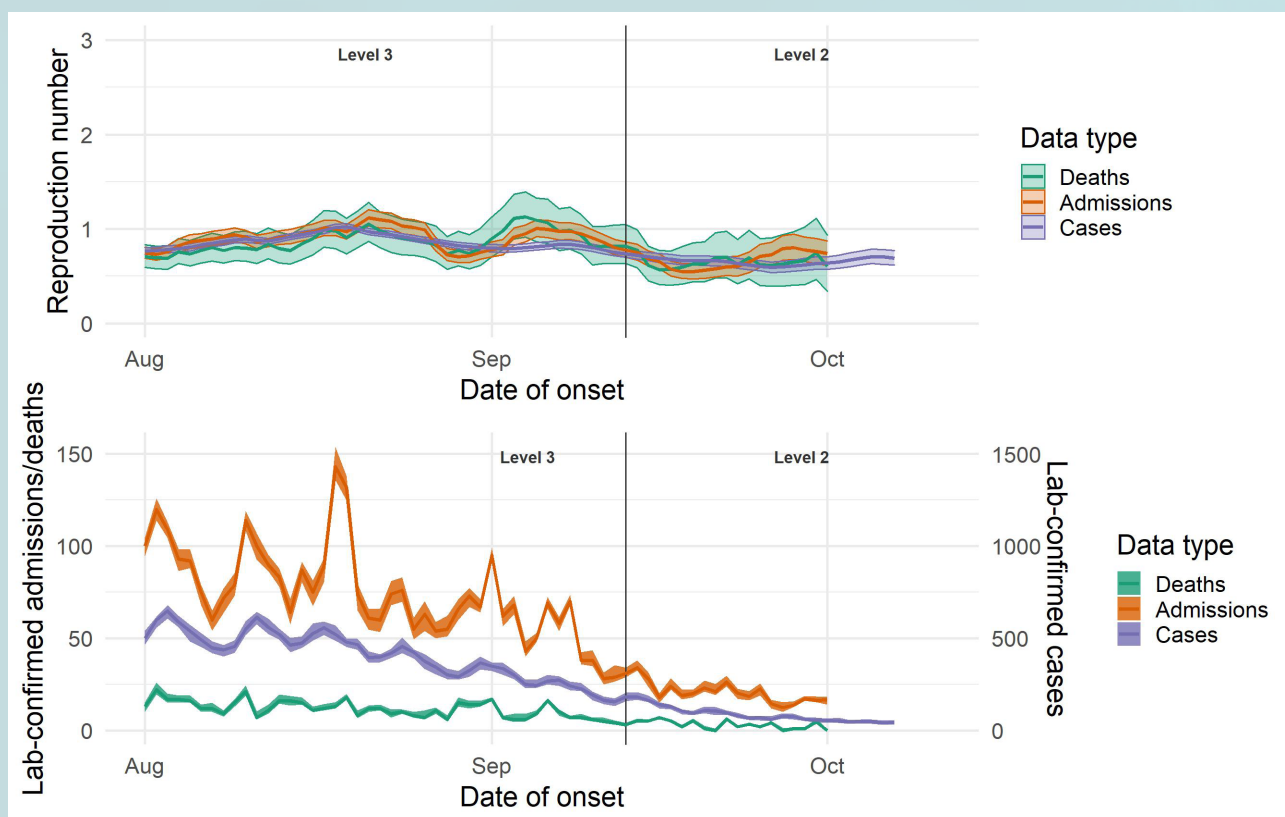 Reproduction number
3
2
1
0
Level 3
Level 2
Aug
Sep
Oct
Date of onset
Data type
Deaths
Admissions
Cases
Lab-confirmed admissions/deaths
150
100
50
0
Level 3
Level 2
1500
1000
500
0
Lab-confirmed cases
Aug
Sep
Oct
Date of onset
Data type
Deaths
Admissions
Cases